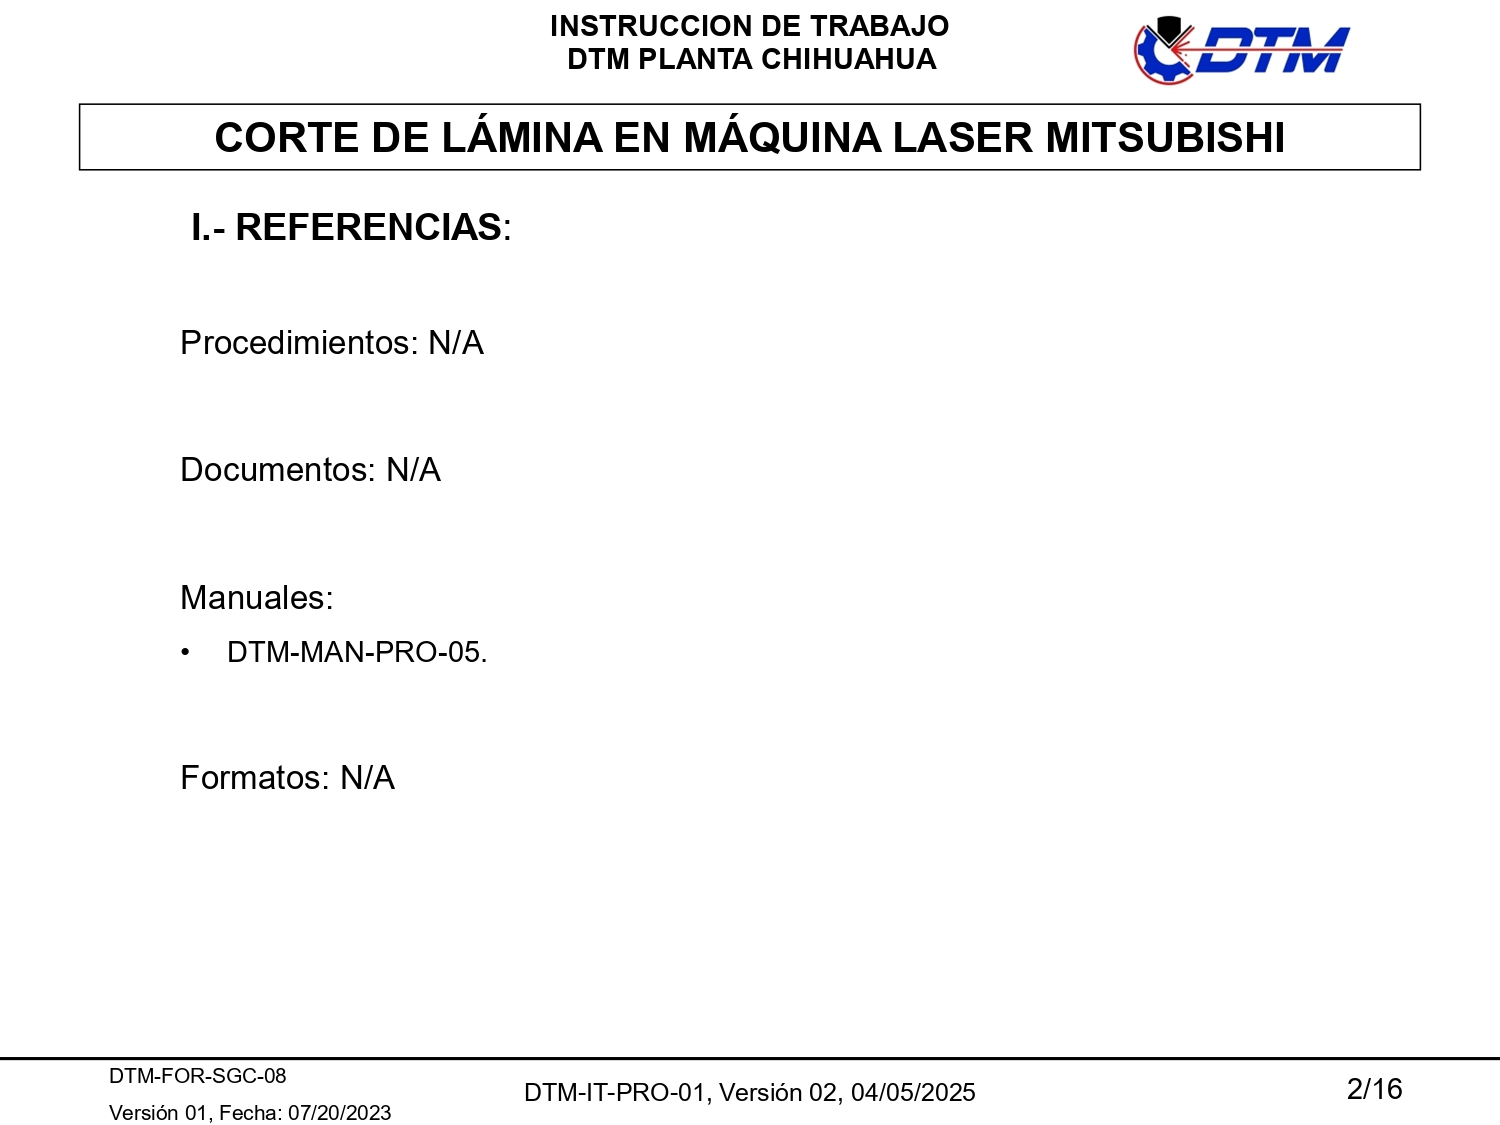 INSTRUCCION DE TRABAJO
DTM PLANTA CHIHUAHUA
DTM
CORTE DE LÁMINA EN MÁQUINA LASER MITSUBISHI
I.- REFERENCIAS:
Procedimientos: N/A
Documentos: N/A
Manuales:
• DTM-MAN-PRO-05.
Formatos: N/A
DTM-FOR-SGC-08
Versión 01, Fecha: 07/20/2023
DTM-IT-PRO-01, Versión 02, 04/05/2025
2/16